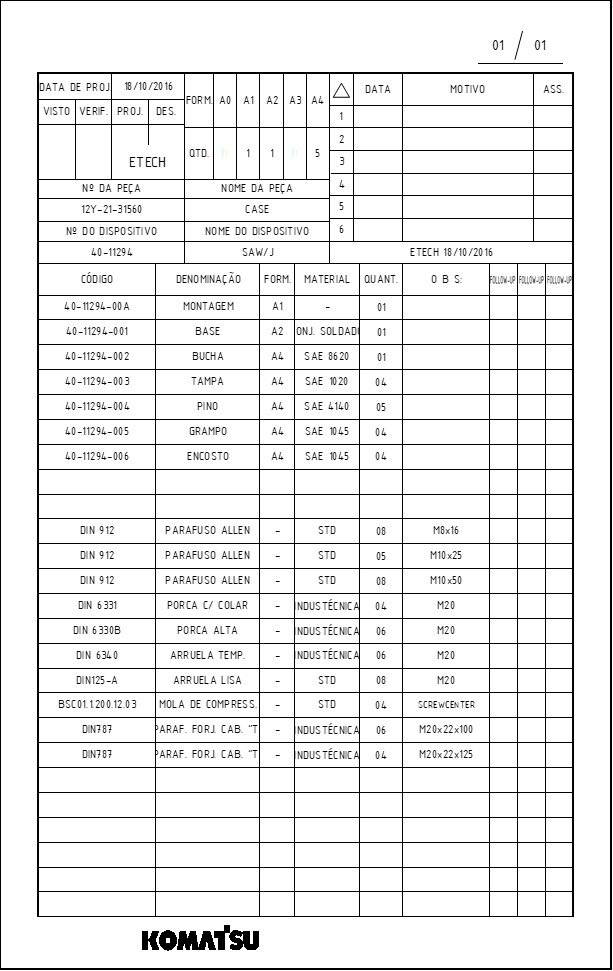 01 / 01
DATA DE PROJ. 18/10/2016 FORM. A0 A1 A2 A3 A4 DATA MOTIVO ASS.
VISTO VERIF. PROJ. DES.
1
2
ETECH QTD. 1 1 5 3
Nº DA PEÇA NOME DA PEÇA 4
12Y-21-31560 CASE 5
Nº DO DISPOSITIVO NOME DO DISPOSITIVO 6
40-11294 SAW/J ETECH 18/10/2016
CÓDIGO DENOMINAÇÃO FORM. MATERIAL QUANT. O B S: FOLLOW-UP FOLLOW-UP FOLLOW-UP
40-11294-00A MONTAGEM A1 - 01
40-11294-001 BASE A2 ONJ. SOLDAD 01
40-11294-002 BUCHA A4 SAE 8620 01
40-11294-003 TAMPA A4 SAE 1020 04
40-11294-004 PINO A4 SAE 4140 05
40-11294-005 GRAMPO A4 SAE 1045 04
40-11294-006 ENCOSTO A4 SAE 1045 04
DIN 912 PARAFUSO ALLEN - STD 08 M8x16
DIN 912 PARAFUSO ALLEN - STD 05 M10x25
DIN 912 PARAFUSO ALLEN - STD 08 M10x50
DIN 6331 PORCA C/ COLAR - INDUSTÉCNICA 04 M20
DIN 6330B PORCA ALTA - INDUSTÉCNICA 06 M20
DIN 6340 ARRUELA TEMP. - INDUSTÉCNICA 06 M20
DIN125-A ARRUELA LISA - STD 08 M20
BSC01.1.200.12.03 MOLA DE COMPRESS. - STD 04 SCREWCENTER
DIN787 PARAF. FORJ. CAB. "T - INDUSTÉCNICA 06 M20x22x100
DIN787 PARAF. FORJ. CAB. "T - INDUSTÉCNICA 04 M20x22x125
KOMATSU